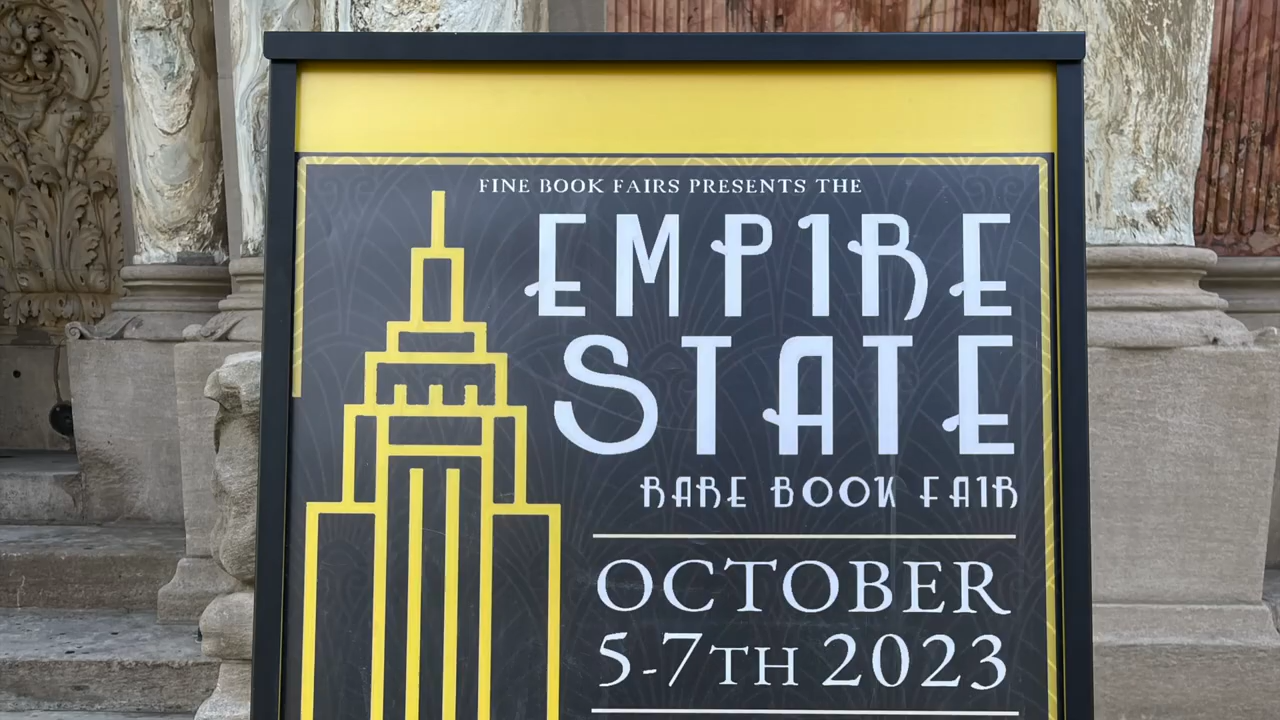 FINE BOOK FAIRS PRESENTS THE
EMPIRE
STATE
RARE BOOK FAIR
OCTOBER
5-7TH 2023